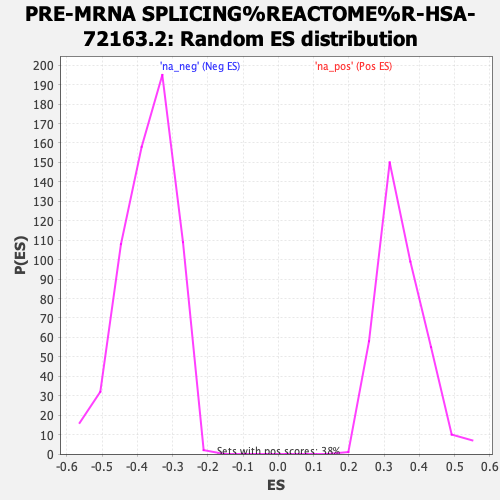 PRE-MRNA SPLICING%REACTOME%R-HSA-
72163.2: Random ES distribution
'na_neg' (Neg ES)
'na_pos' (Pos ES)
200
190
180
170
160
150
140
130
120
110
100
90
80
70
60
50
40
30
20
10
0
P(ES)
Sets with pos scores: 38%
-0.6 -0.5 -0.4 -0.3 -0.2 -0.1 0.0 0.1 0.2 0.3 0.4 0.5 0.6
ES